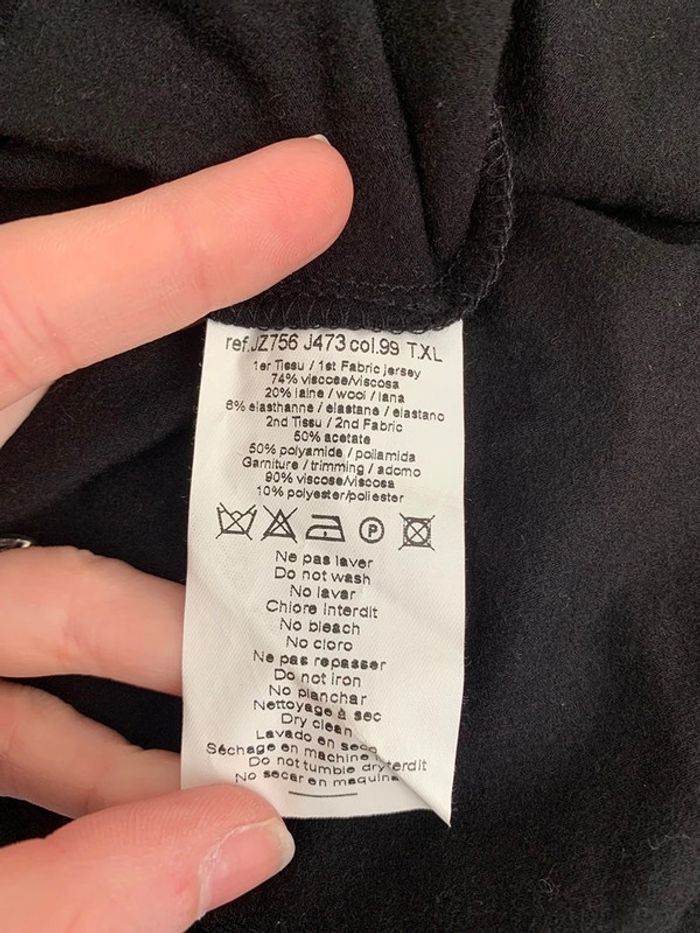 ref.JZ756 J473 col.99 T.XL
1er Tissu / 1st Fabric jersey
74% viscose/viscosa
20% laine / wool / lana
6% elasthanne / elastane / elastano
2nd Tissu / 2nd Fabric
50% acetate
50% polyamide / poliamida
Garniture / trimming / adorno
90% viscose/viscosa
10% polyester/poliester
P
Ne pas laver
Do not wash
No lavar
Chlore Interdit
No bleach
No cloro
Ne pas repasser
Do not iron
No planchar
Nettoyage à sec
Dry clean
Lavado en seco
Séchage en machine interdit
Do not tumble dry
No secar en maquina